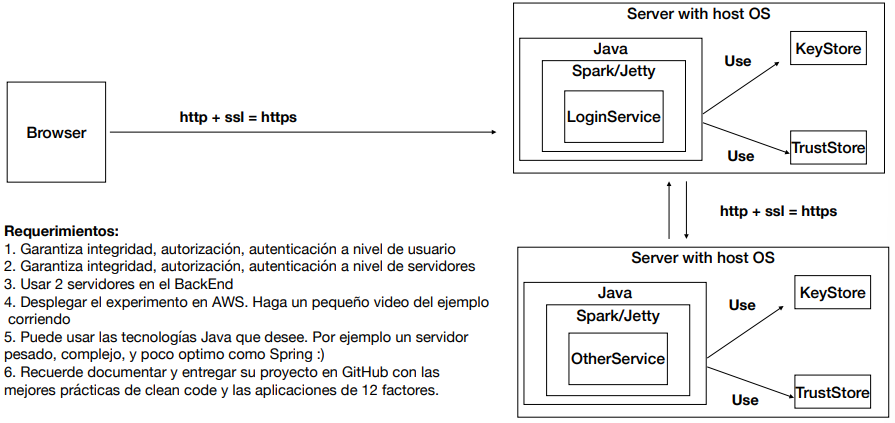 Server with host OS
Java
Spark/Jetty
LoginService
Use
KeyStore
Use
TrustStore
Browser
http + ssl = https
http + ssl = https
Requerimientos:
1. Garantiza integridad, autorización, autenticación a nivel de usuario
2. Garantiza integridad, autorización, autenticación a nivel de servidores
3. Usar 2 servidores en el BackEnd
4. Desplegar el experimento en AWS. Haga un pequeño video del ejemplo
corriendo
5. Puede usar las tecnologías Java que desee. Por ejemplo un servidor
pesado, complejo, y poco optimo como Spring :)
6. Recuerde documentar y entregar su proyecto en GitHub con las
mejores prácticas de clean code y las aplicaciones de 12 factores.
Server with host OS
Java
Spark/Jetty
OtherService
Use
KeyStore
Use
TrustStore